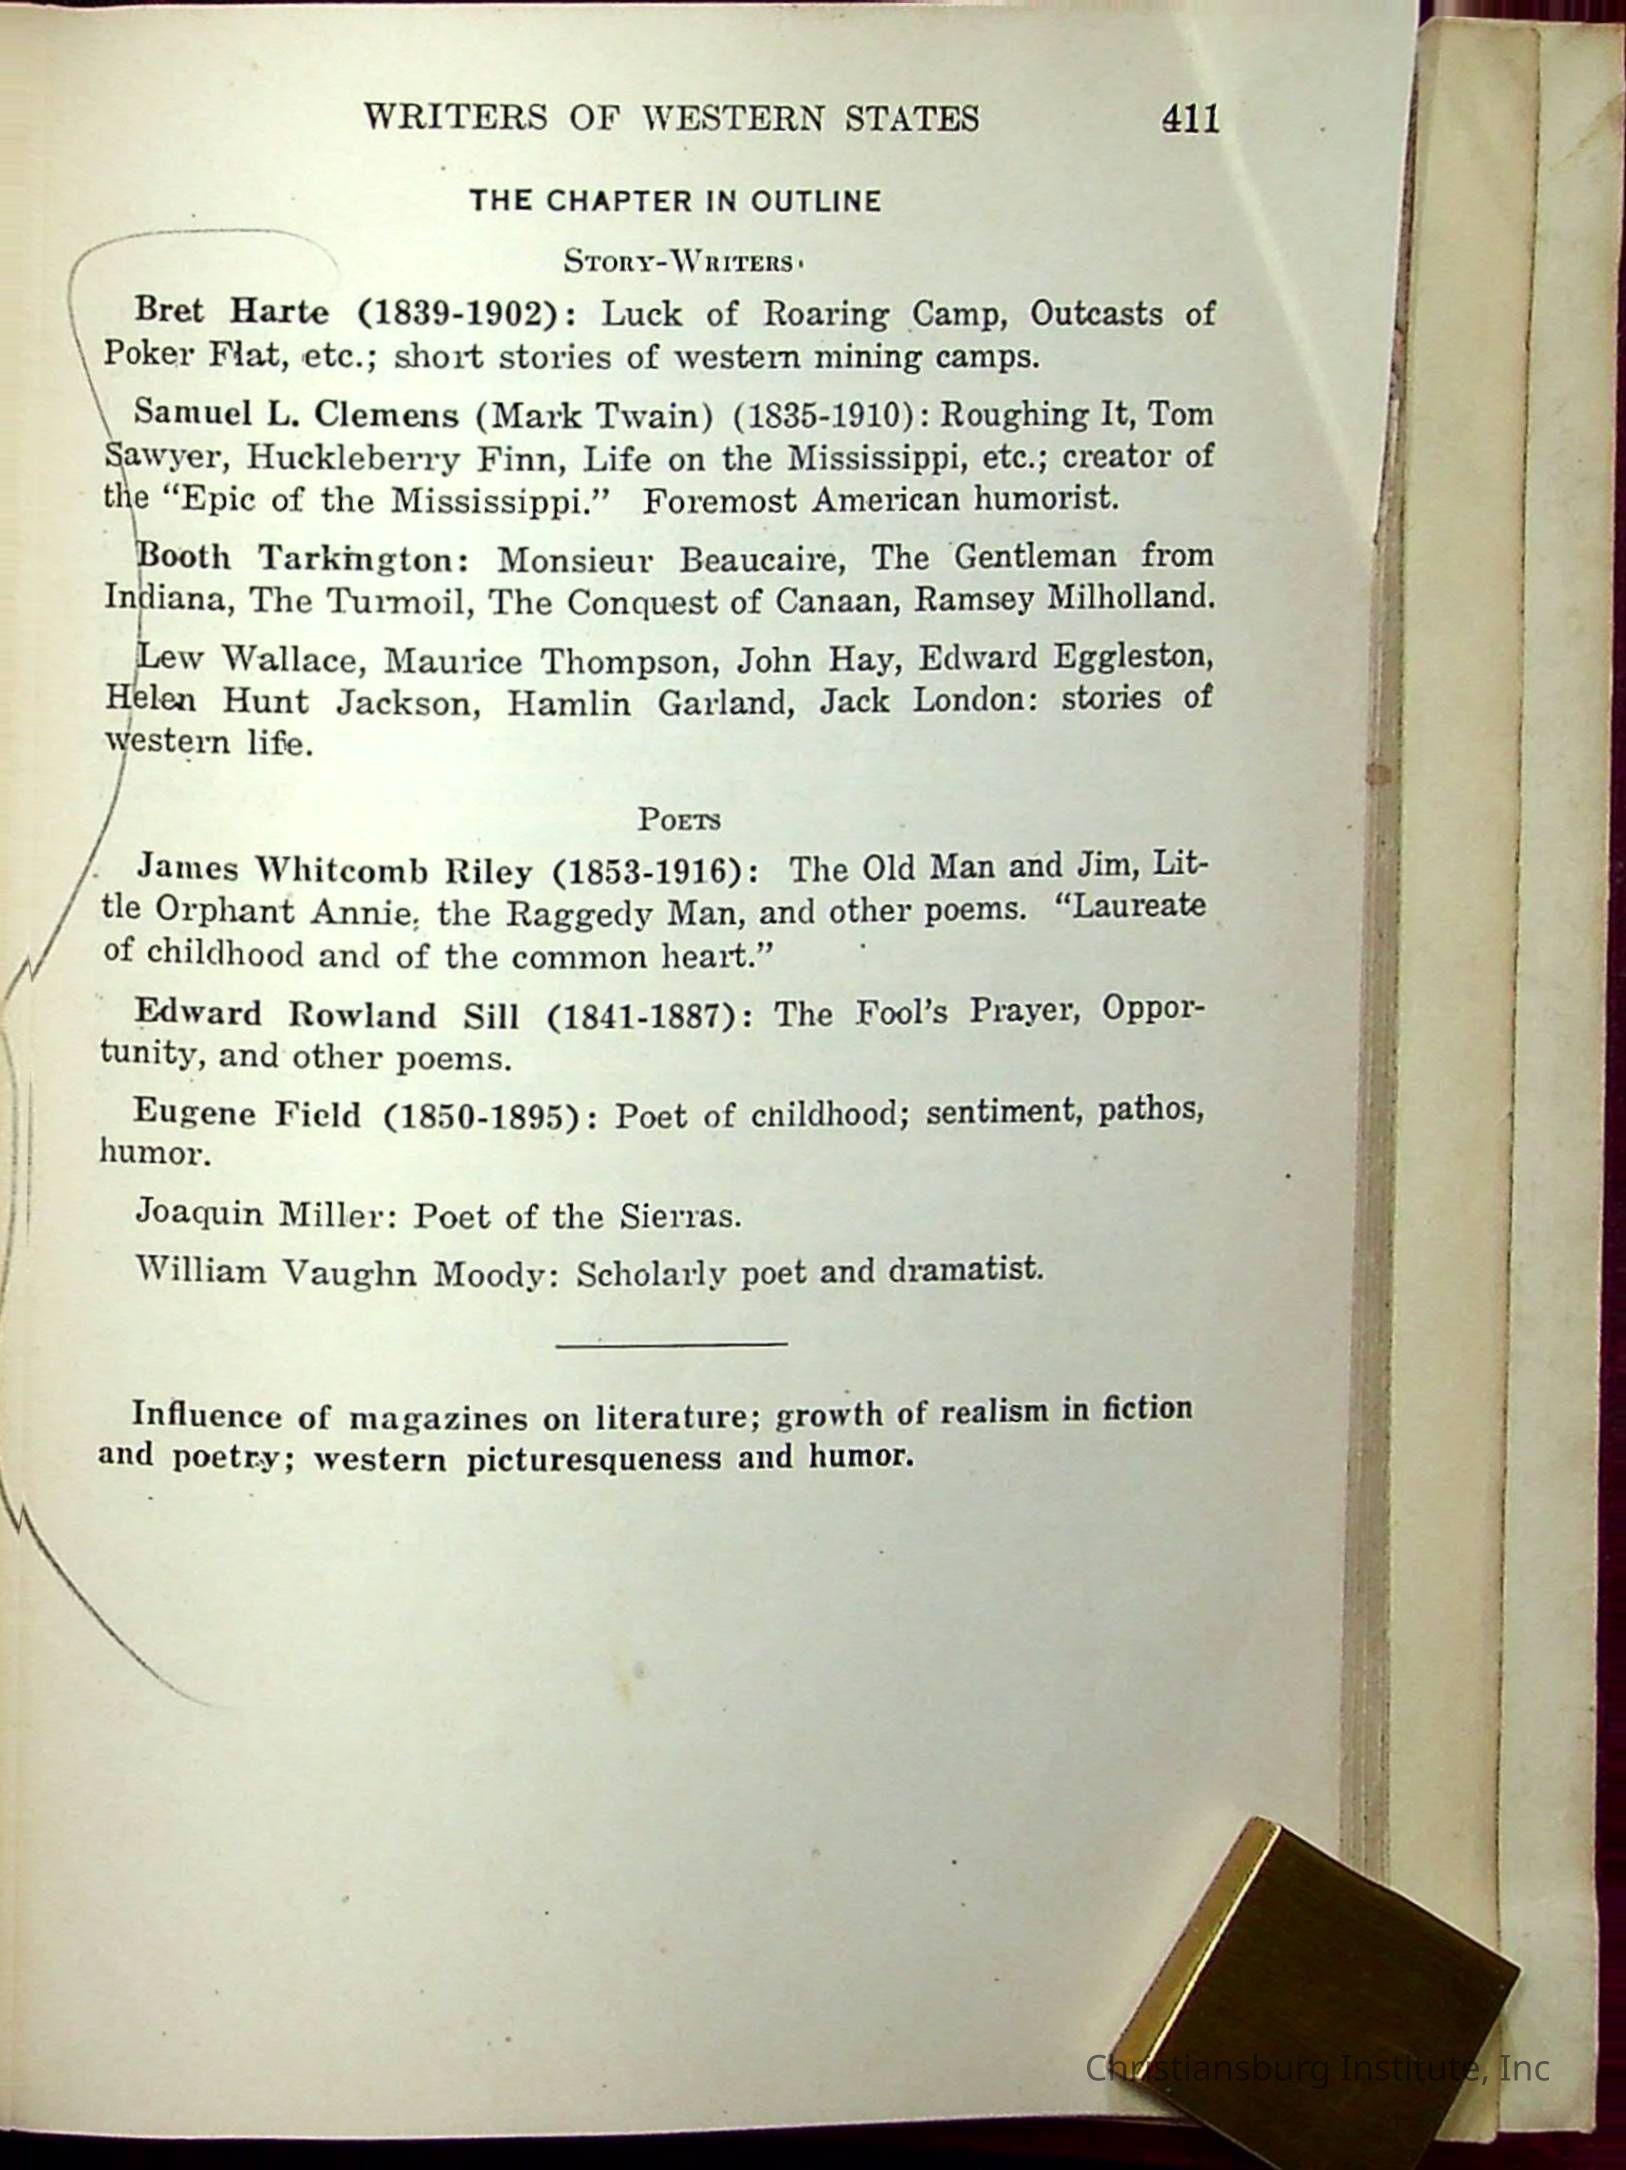 WRITERS OF WESTERN STATES 411
THE CHAPTER IN OUTLINE
STORY-WRITERS
Bret Harte (1839-1902): Luck of Roaring Camp, Outcasts of
Poker Flat, etc.; short stories of western mining camps.
Samuel L. Clemens (Mark Twain) (1835-1910): Roughing It, Tom
Sawyer, Huckleberry Finn, Life on the Mississippi, etc.; creator of
the “Epic of the Mississippi.” Foremost American humorist.
Booth Tarkington: Monsieur Beaucaire, The Gentleman from
Indiana, The Turmoil, The Conquest of Canaan, Ramsey Milholland.
Lew Wallace, Maurice Thompson, John Hay, Edward Eggleston,
Helen Hunt Jackson, Hamlin Garland, Jack London: stories of
western life.
POETS
James Whitcomb Riley (1853-1916): The Old Man and Jim, Lit-
tle Orphant Annie, the Raggedy Man, and other poems. “Laureate
of childhood and of the common heart.”
Edward Rowland Sill (1841-1887): The Fool's Prayer, Oppor-
tunity, and other poems.
Eugene Field (1850-1895): Poet of childhood; sentiment, pathos,
humor.
Joaquin Miller: Poet of the Sierras.
William Vaughn Moody: Scholarly poet and dramatist.
Influence of magazines on literature; growth of realism in fiction
and poetry; western picturesqueness and humor.
Christiansburg Institute, Inc